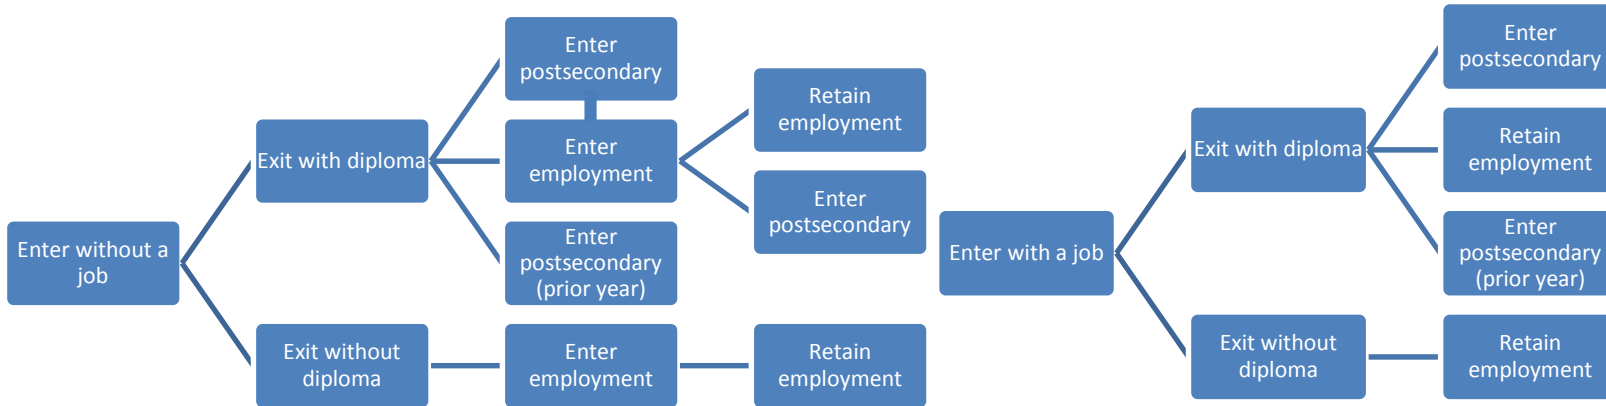 Enter without a
job
Exit with diploma
Enter
postsecondary
Enter
employment
Enter
postsecondary
(prior year)
Retain
employment
Enter
postsecondary
Exit without
diploma
Enter
employment
Retain
employment
Enter with a job
Exit with diploma
Enter
postsecondary
Retain
employment
Enter
postsecondary
(prior year)
Exit without
diploma
Retain
employment